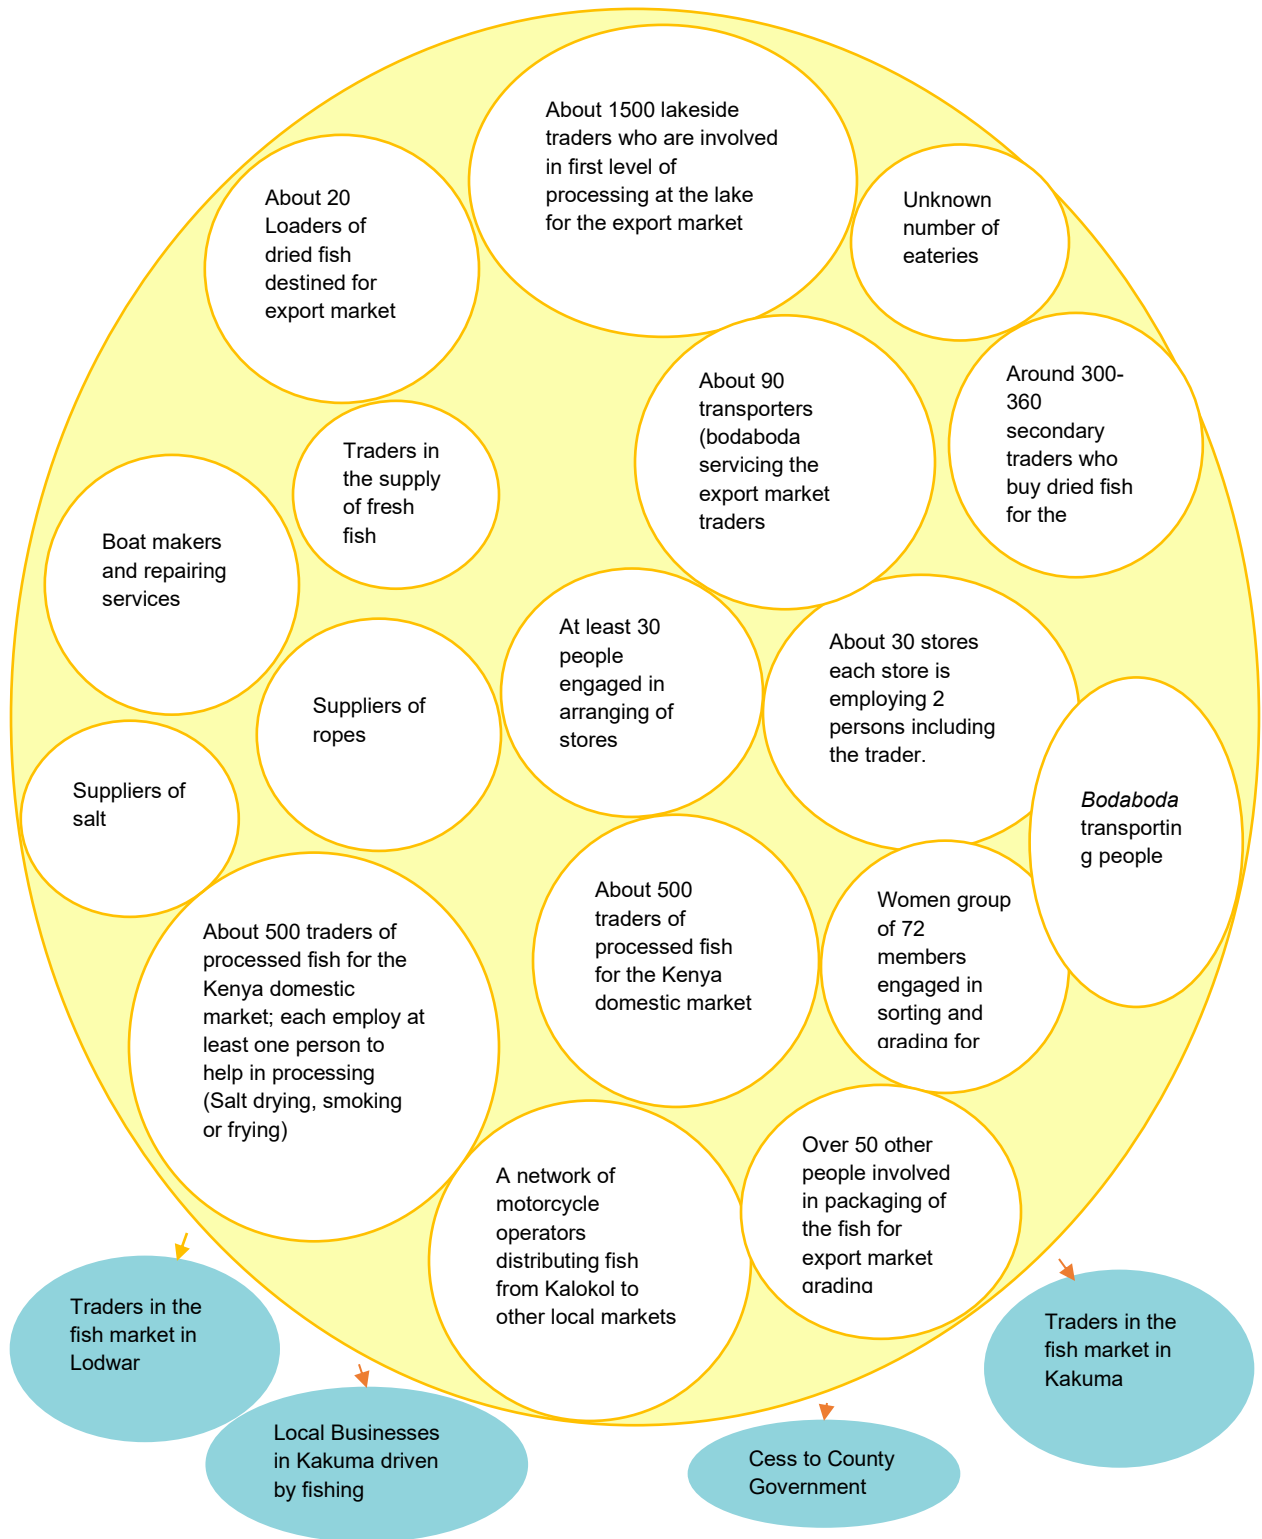 About 1500 lakeside
traders who are involved
in first level of
processing at the lake
for the export market
About 20
Loaders of
dried fish
destined for
export market
Unknown
number of
eateries
About 90
transporters
(bodaboda
servicing the
export market
traders
Around 300-
360
secondary
traders who
buy dried fish
for the
Traders in
the supply
of fresh
fish
Boat makers
and repairing
services
At least 30
people
engaged in
arranging of
stores
About 30 stores
each store is
employing 2
persons including
the trader.
Suppliers of
ropes
Suppliers of
salt
Bodaboda
transportin
g people
About 500
traders of
processed fish
for the Kenya
domestic market
Women group
of 72
members
engaged in
sorting and
grading for
About 500 traders of
processed fish for the
Kenya domestic
market; each employ at
least one person to
help in processing
(Salt drying, smoking
or frying)
A network of
motorcycle
operators
distributing fish
from Kalokol to
other local markets
Over 50 other
people involved
in packaging of
the fish for
export market
grading
Traders in the
fish market in
Lodwar
Local Businesses
in Kakuma driven
by fishing
Cess to County
Government
Traders in the
fish market in
Kakuma